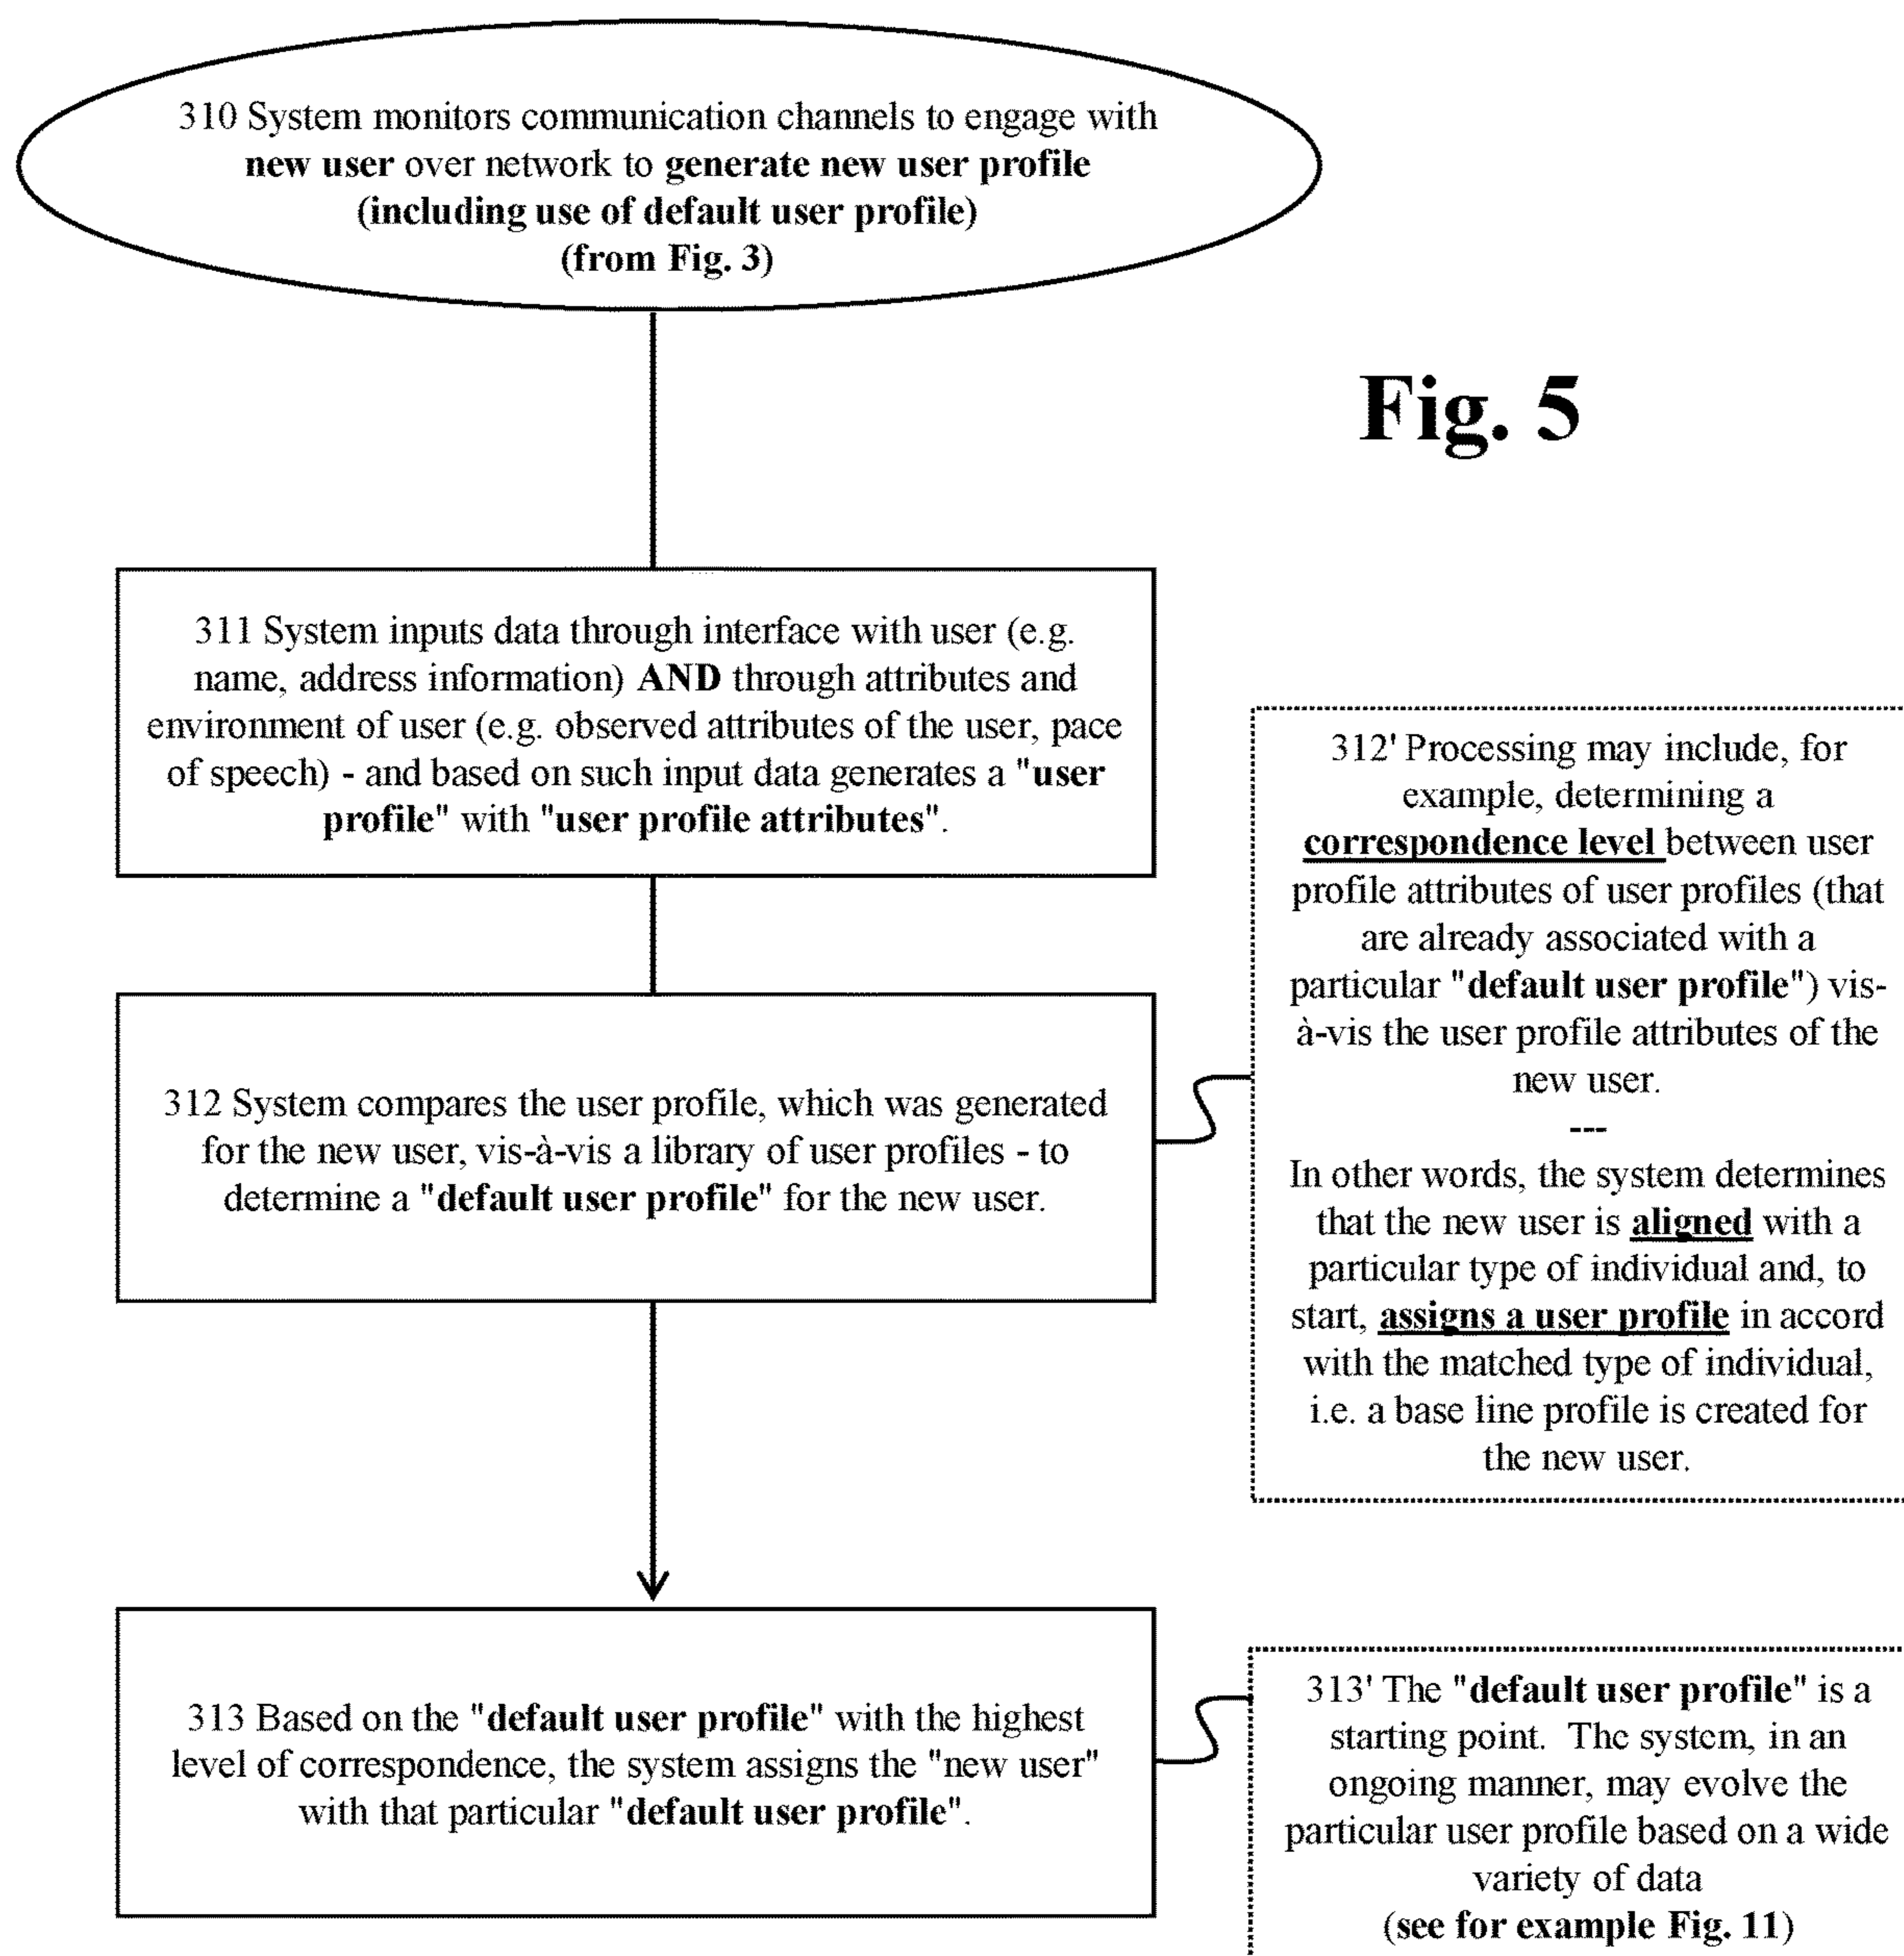 310 System monitors communication channels to engage with
new user over network to generate new user profile
(including use of default user profile)
(from Fig. 3)
Fig. 5
311 System inputs data through interface with user (e.g.
name, address information) AND through attributes and
environment of user (e.g. observed attributes of the user, pace
of speech) - and based on such input data generates a "user
profile" with "user profile attributes".
312 System compares the user profile, which was generated
for the new user, vis-à-vis a library of user profiles - to
determine a "default user profile" for the new user.
312' Processing may include, for
example, determining a
correspondence level between user
profile attributes of user profiles (that
are already associated with a
particular "default user profile") vis-
à-vis the user profile attributes of the
new user.
---
In other words, the system determines
that the new user is aligned with a
particular type of individual and, to
start, assigns a user profile in accord
with the matched type of individual,
i.e. a base line profile is created for
the new user.
313 Based on the "default user profile" with the highest
level of correspondence, the system assigns the "new user"
with that particular "default user profile".
313' The "default user profile" is a
starting point. The system, in an
ongoing manner, may evolve the
particular user profile based on a wide
variety of data
(see for example Fig. 11)